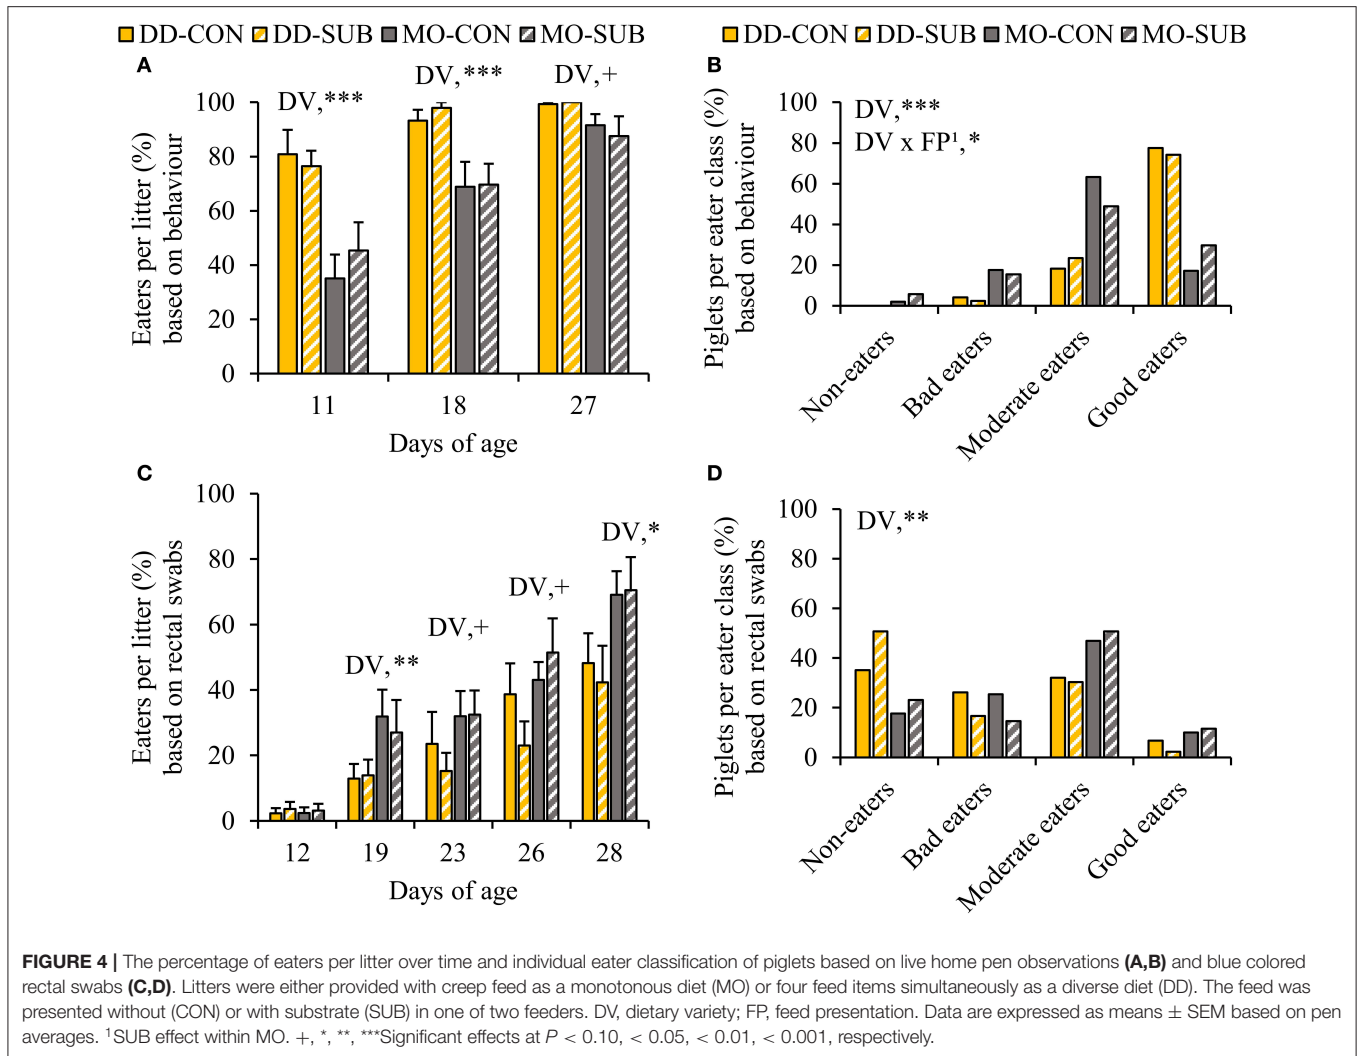 DD-CON DD-SUB MO-CON MO-SUB
A
DV,*** DV,*** DV,+
Eaters per litter (%)
based on behaviour
100
80
60
40
20
0
11 18 27
Days of age
DD-CON DD-SUB MO-CON MO-SUB
B
DV,***
DV x FP¹,*
Piglets per eater class (%)
based on behaviour
100
80
60
40
20
0
Non-eaters
Bad eaters
Moderate eaters
Good eaters
C
DV,** DV,+ DV,+ DV,*
Eaters per litter (%)
based on rectal swabs
100
80
60
40
20
0
12 19 23 26 28
Days of age
D
DV,**
Piglets per eater class (%)
based on rectal swabs
100
80
60
40
20
0
Non-eaters
Bad eaters
Moderate eaters
Good eaters
FIGURE 4 | The percentage of eaters per litter over time and individual eater classification of piglets based on live home pen observations (A,B) and blue colored
rectal swabs (C,D). Litters were either provided with creep feed as a monotonous diet (MO) or four feed items simultaneously as a diverse diet (DD). The feed was
presented without (CON) or with substrate (SUB) in one of two feeders. DV, dietary variety; FP, feed presentation. Data are expressed as means ± SEM based on pen
averages. ¹SUB effect within MO. +, *, **, ***Significant effects at P < 0.10, < 0.05, < 0.01, < 0.001, respectively.